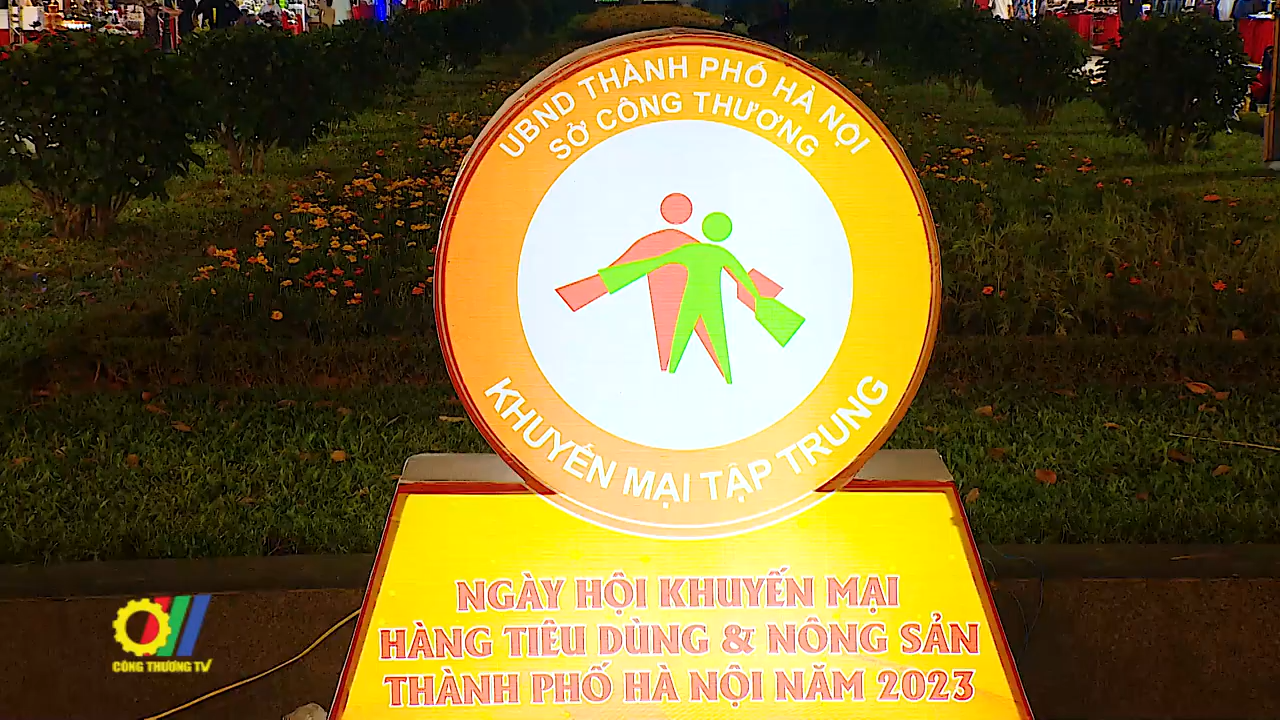 UBND THÀNH PHỐ HÀ NỘI
SỞ CÔNG THƯƠNG
KHUYẾN MẠI TẬP TRUNG
NGÀY HỘI KHUYẾN MẠI
HÀNG TIÊU DÙNG & NÔNG SẢN
THÀNH PHỐ HÀ NỘI NĂM 2023
CÔNG THƯƠNG TV